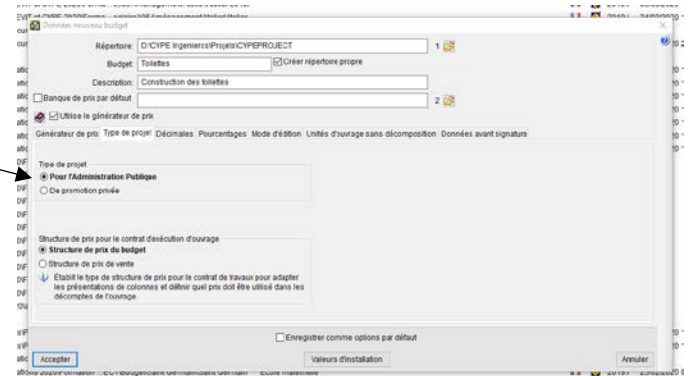 Données nouveau budget
Répertoire: D:\CYPE Ingenieros\Projets\CYPEPROJECT 1
Budget: Toilettes Créer répertoire propre
Description: Construction des toilettes
Banque de prix par défaut 2
Utilise le générateur de prix
Générateur de prix Type de projet Décimales Pourcentages Mode d'édition Unités d'ouvrage sans décomposition Données avant signature
Type de projet
Pour l'Administration Publique
De promotion privée
Structure de prix pour le contrat d'exécution d'ouvrage
Structure de prix du budget
Structure de prix de vente
Établit le type de structure de prix pour le contrat de travaux pour adapter
les présentations de colonnes et définir quel prix doit être utilisé dans les
décomptes de l'ouvrage.
Enregistrer comme options par défaut
Accepter Valeurs d'installation Annuler